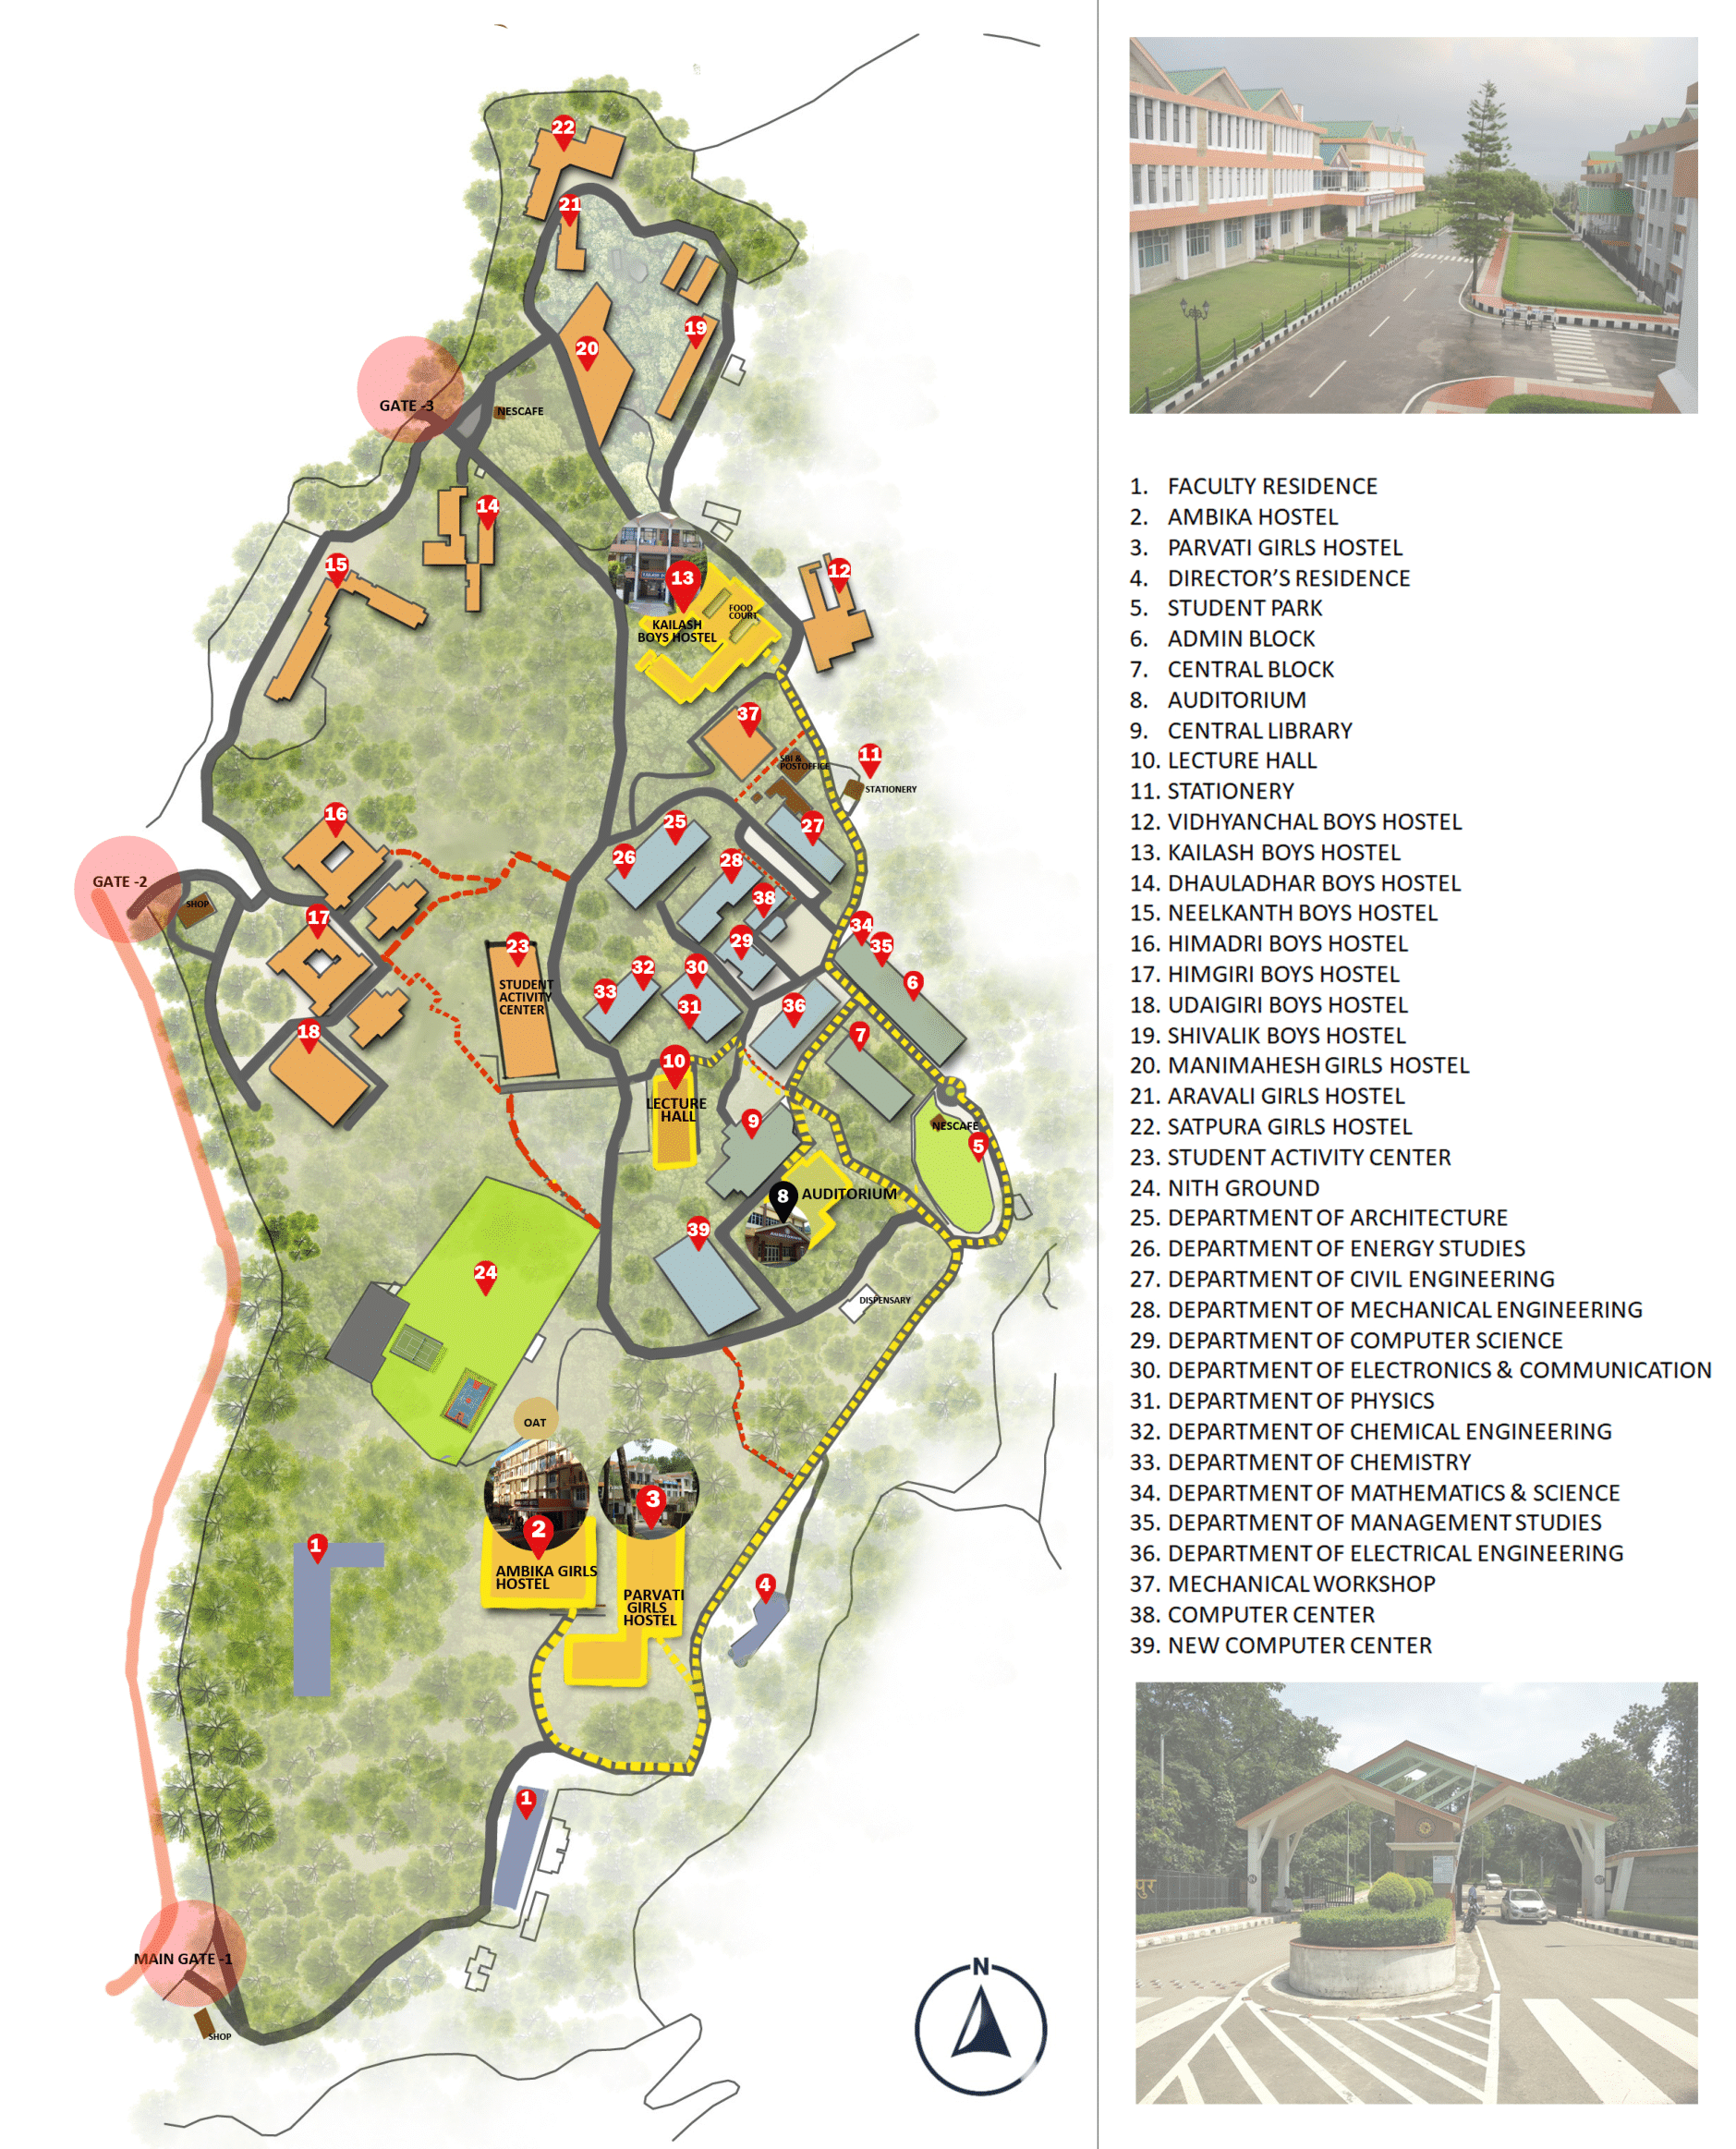 22
21
19
20
GATE -3
NESCAFE
14
15
12
13
FOOD
COURT
KAILASH
BOYS HOSTEL
37
11
SBI &
POSTOFFICE
STATIONERY
16
25
27
26
28
GATE -2
38
SHOP
17
34
35
23
29
32
30
6
STUDENT
ACTIVITY
CENTER
33
31
36
18
7
10
LECTURE
HALL
9
NESCAFE
5
8
AUDITORIUM
39
24
DISPENSARY
OAT
3
2
1
AMBIKA GIRLS
HOSTEL
4
PARVATI
GIRLS
HOSTEL
1
MAIN GATE -1
SHOP
N
1. FACULTY RESIDENCE
2. AMBIKA HOSTEL
3. PARVATI GIRLS HOSTEL
4. DIRECTOR'S RESIDENCE
5. STUDENT PARK
6. ADMIN BLOCK
7. CENTRAL BLOCK
8. AUDITORIUM
9. CENTRAL LIBRARY
10. LECTURE HALL
11. STATIONERY
12. VIDHYANCHAL BOYS HOSTEL
13. KAILASH BOYS HOSTEL
14. DHAULADHAR BOYS HOSTEL
15. NEELKANTH BOYS HOSTEL
16. HIMADRI BOYS HOSTEL
17. HIMGIRI BOYS HOSTEL
18. UDAIGIRI BOYS HOSTEL
19. SHIVALIK BOYS HOSTEL
20. MANIMAHESH GIRLS HOSTEL
21. ARAVALI GIRLS HOSTEL
22. SATPURA GIRLS HOSTEL
23. STUDENT ACTIVITY CENTER
24. NITH GROUND
25. DEPARTMENT OF ARCHITECTURE
26. DEPARTMENT OF ENERGY STUDIES
27. DEPARTMENT OF CIVIL ENGINEERING
28. DEPARTMENT OF MECHANICAL ENGINEERING
29. DEPARTMENT OF COMPUTER SCIENCE
30. DEPARTMENT OF ELECTRONICS & COMMUNICATION
31. DEPARTMENT OF PHYSICS
32. DEPARTMENT OF CHEMICAL ENGINEERING
33. DEPARTMENT OF CHEMISTRY
34. DEPARTMENT OF MATHEMATICS & SCIENCE
35. DEPARTMENT OF MANAGEMENT STUDIES
36. DEPARTMENT OF ELECTRICAL ENGINEERING
37. MECHANICAL WORKSHOP
38. COMPUTER CENTER
39. NEW COMPUTER CENTER
पुर
NATIONAL